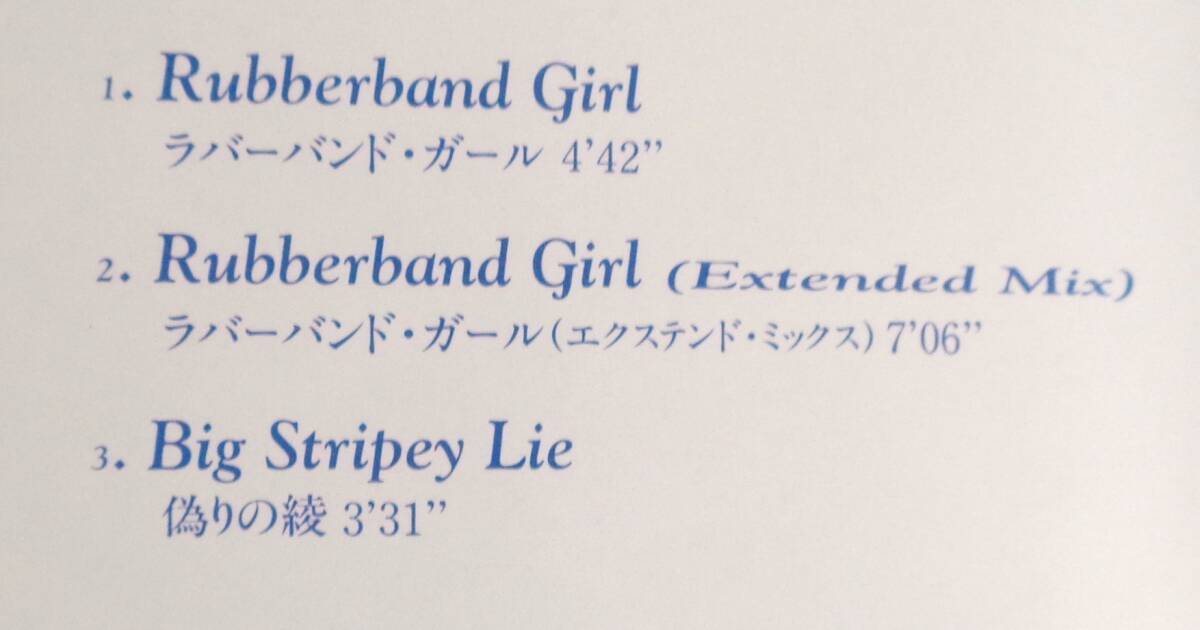 1. Rubberband Girl
ラバーバンド・ガール 4’42”
2. Rubberband Girl (Extended Mix)
ラバーバンド・ガール(エクステンド・ミックス) 7’06”
3. Big Stripey Lie
偽りの綾 3’31”